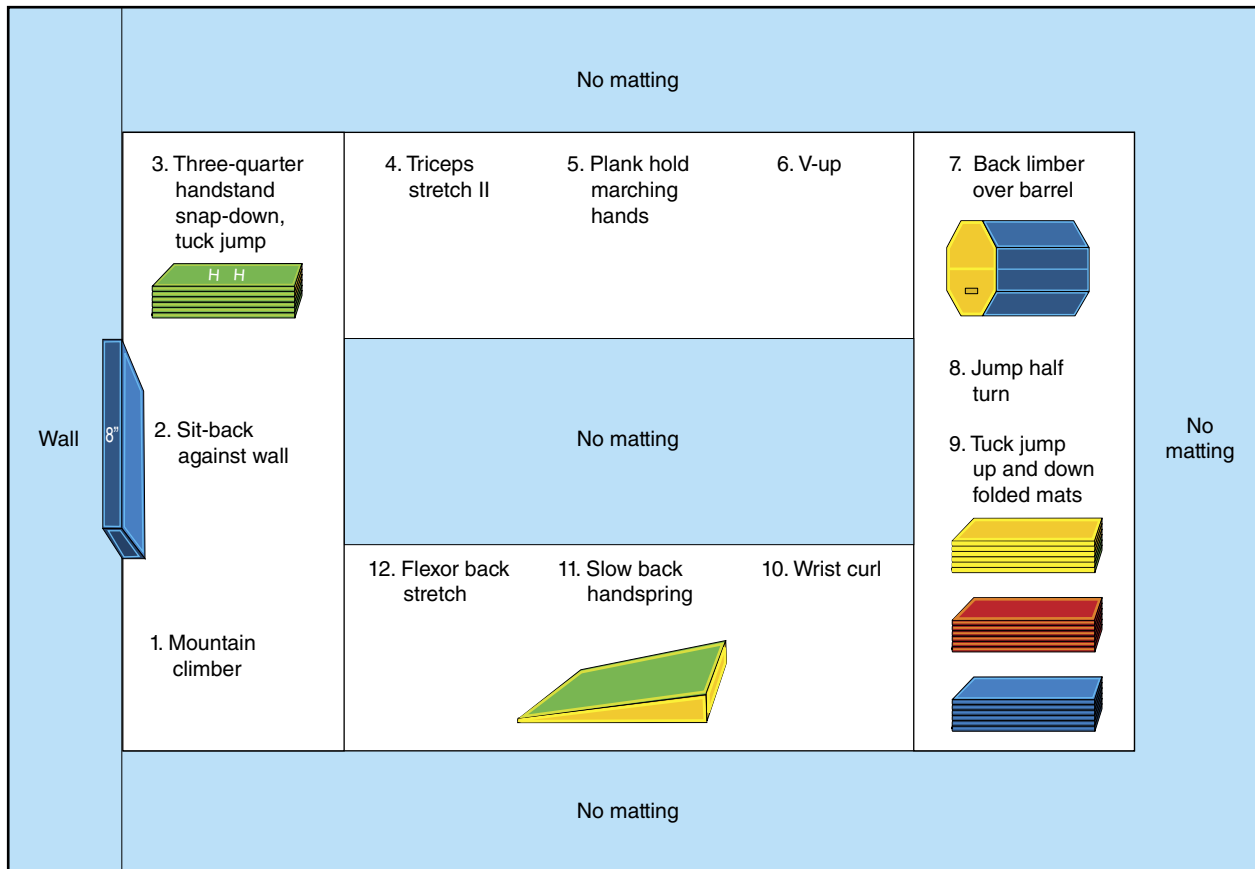 No matting
3. Three-quarter
handstand
snap-down,
tuck jump
H H
4. Triceps
stretch II
5. Plank hold
marching
hands
6. V-up
7. Back limber
over barrel
Wall
8”
2. Sit-back
against wall
No matting
8. Jump half
turn
9. Tuck jump
up and down
folded mats
No
matting
1. Mountain
climber
12. Flexor back
stretch
11. Slow back
handspring
10. Wrist curl
No matting